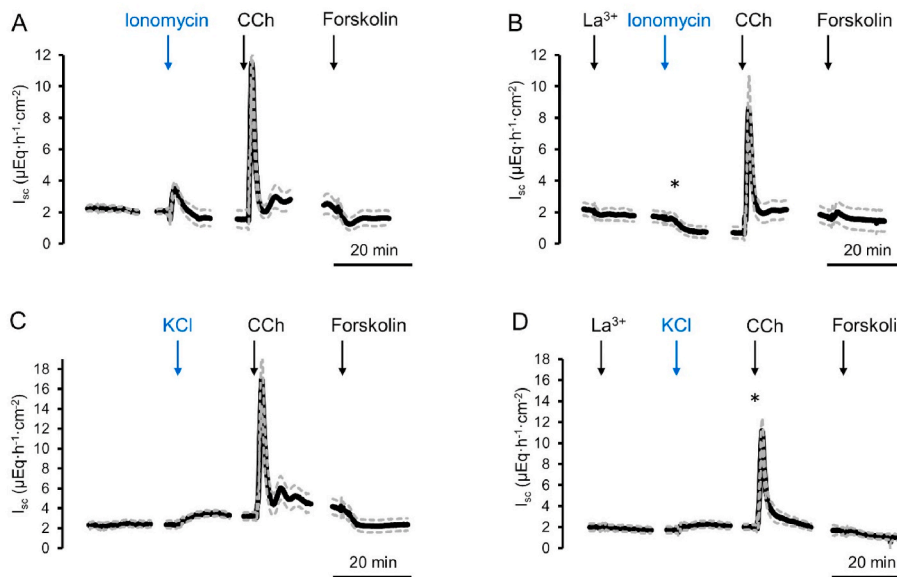 A
Ionomycin CCh Forskolin
12
10
8
6
4
2
0
Isc (µEq·h-1·cm-2)
20 min
B
La3+ Ionomycin CCh Forskolin
12
10
8
6
4
2
0
Isc (µEq·h-1·cm-2)
*
20 min
C
KCl CCh Forskolin
18
16
14
12
10
8
6
4
2
0
Isc (µEq·h-1·cm-2)
20 min
D
La3+ KCl CCh Forskoli
18
16
14
12
10
8
6
4
2
0
Isc (µEq·h-1·cm-2)
*
20 min